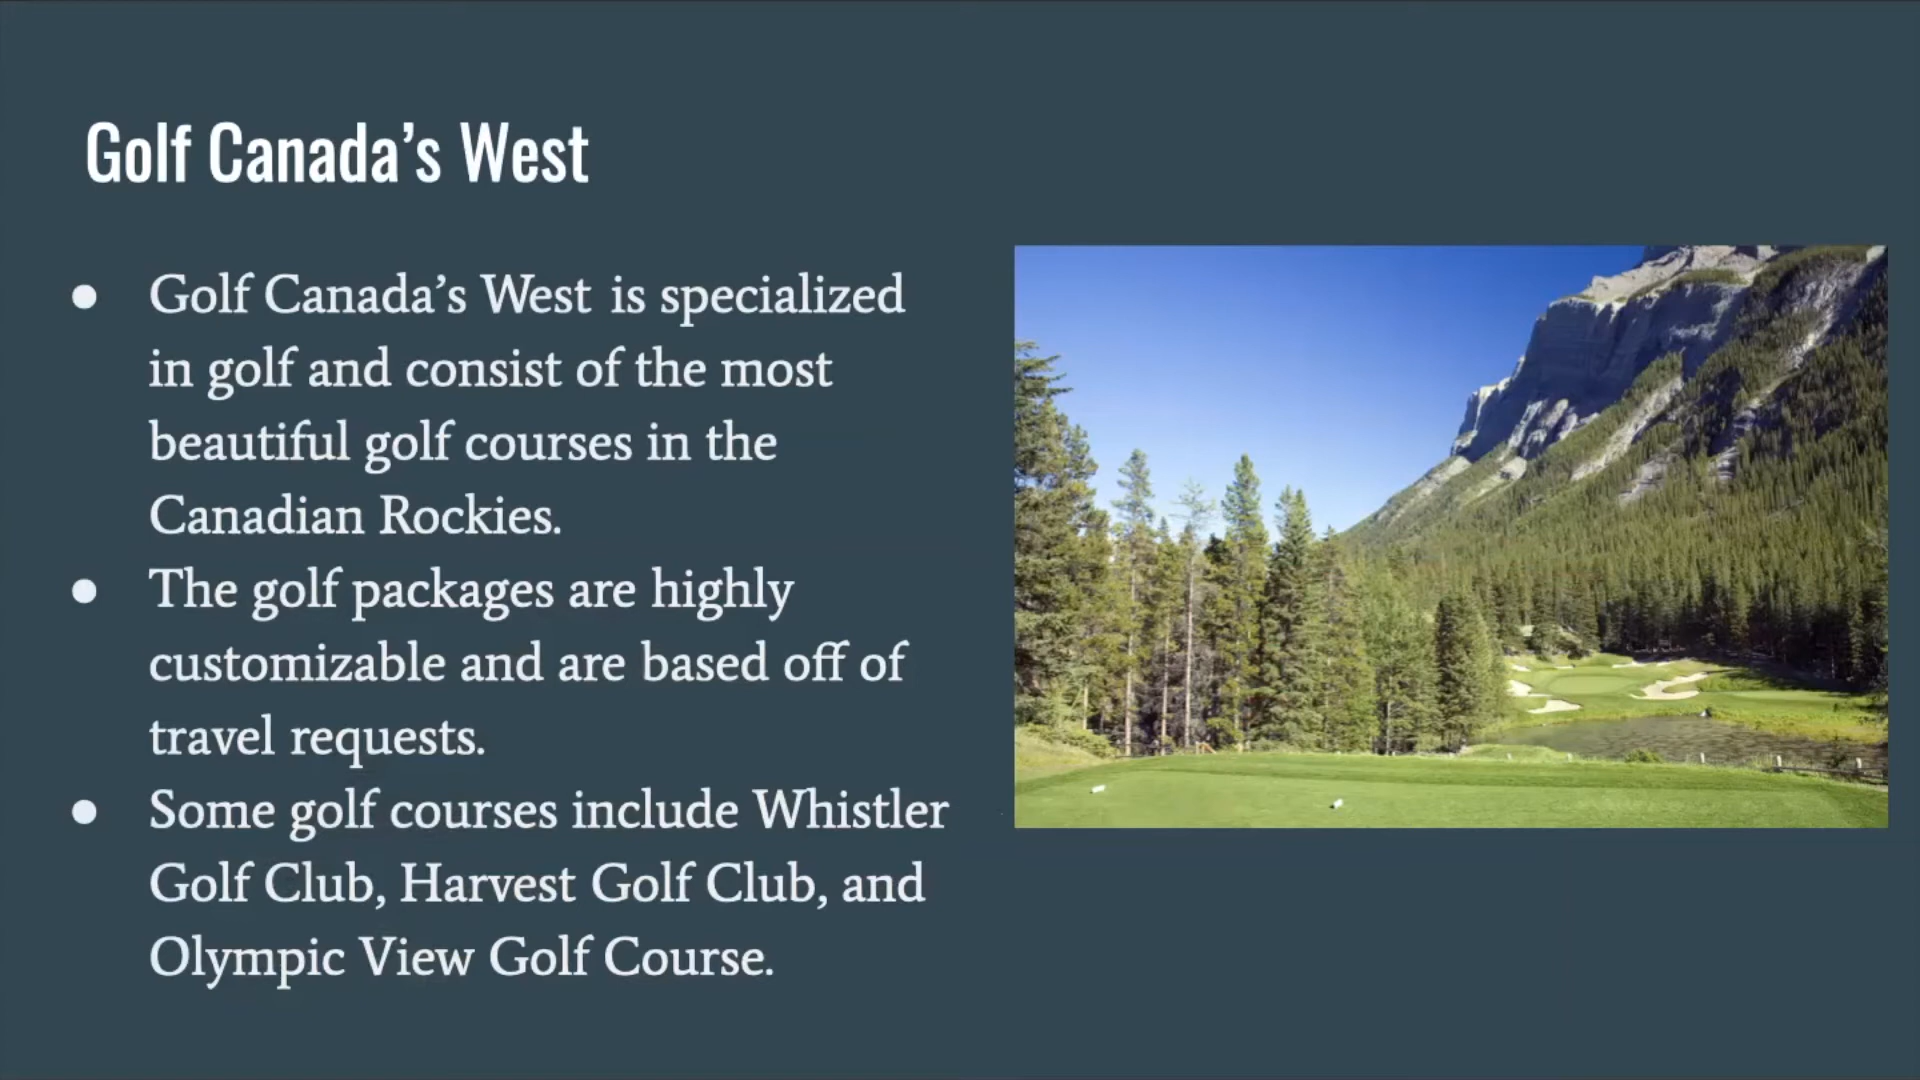 Golf Canada’s West
● Golf Canada’s West is specialized
in golf and consist of the most
beautiful golf courses in the
Canadian Rockies.
● The golf packages are highly
customizable and are based off of
travel requests.
● Some golf courses include Whistler
Golf Club, Harvest Golf Club, and
Olympic View Golf Course.